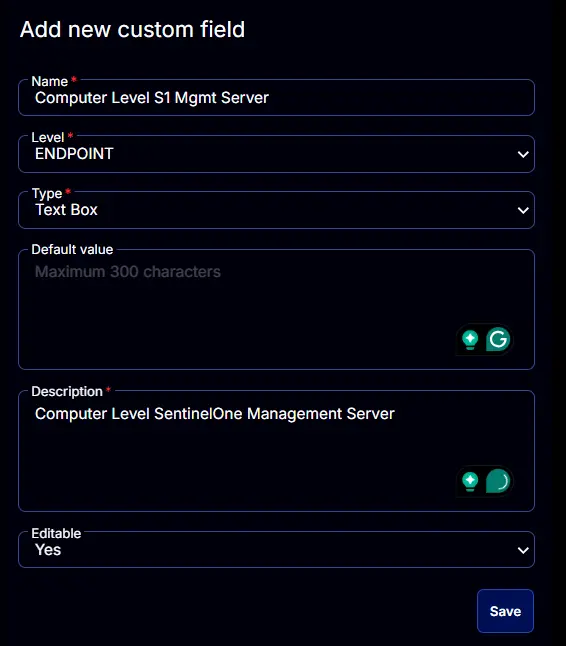 Add new custom field
Name *
Computer Level S1 Mgmt Server
Level *
ENDPOINT
Type *
Text Box
Default value
Maximum 300 characters
Description *
Computer Level SentinelOne Management Server
Editable
Yes
Save